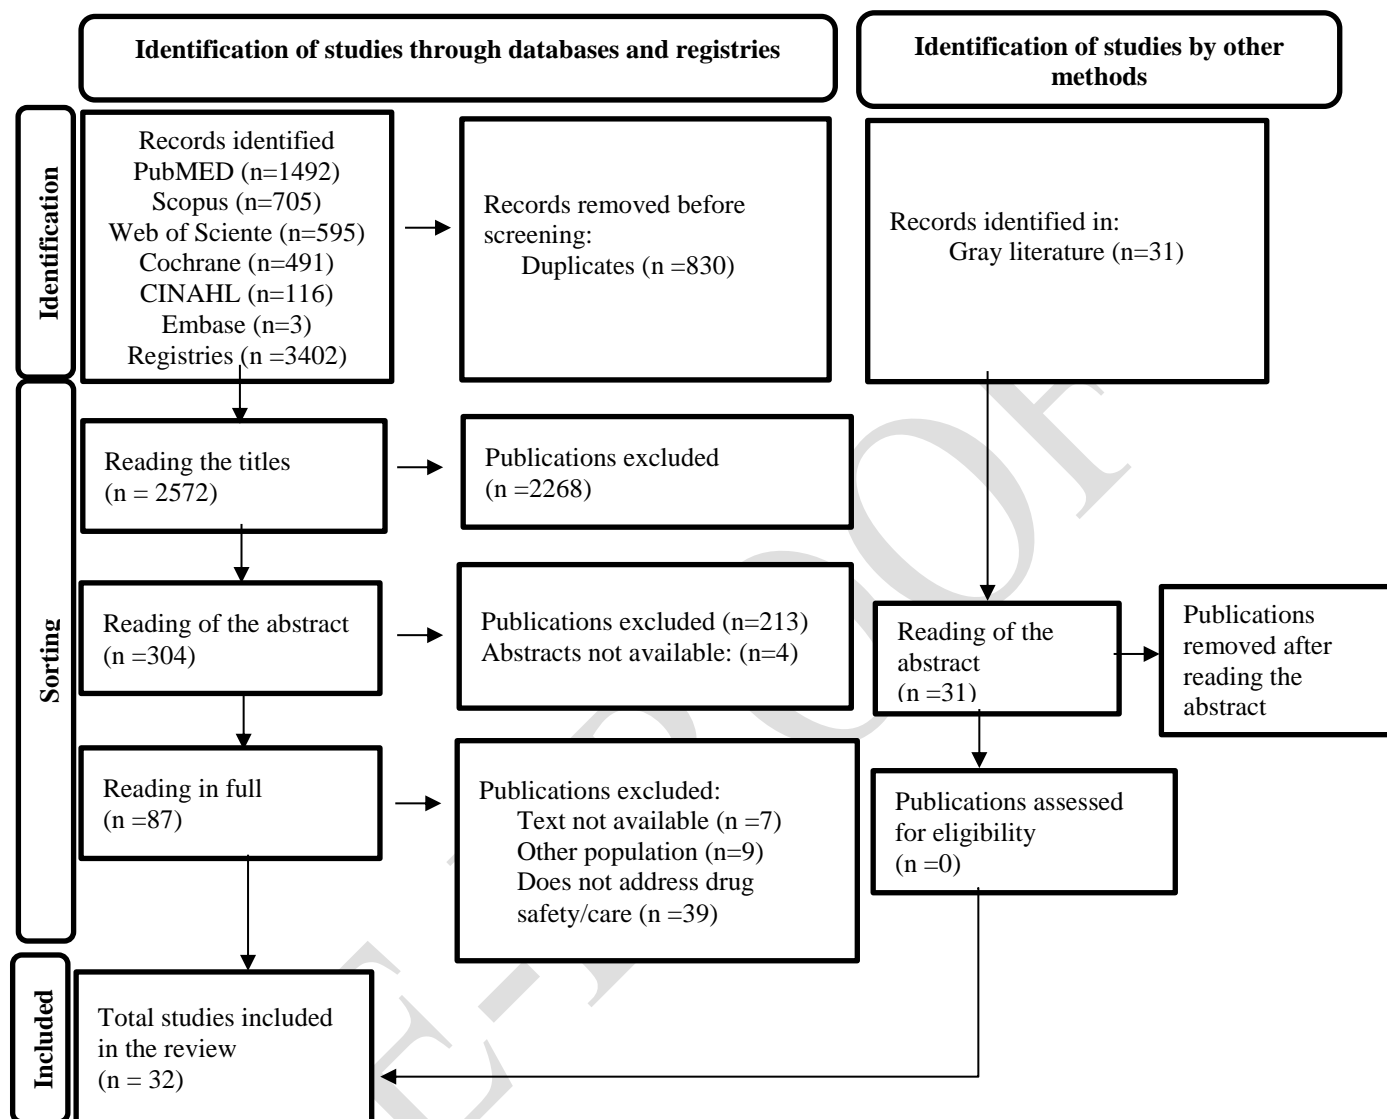 Identification of studies through databases and registries
Identification of studies by other
methods
Identification
Records identified
PubMED (n=1492)
Scopus (n=705)
Web of Sciente (n=595)
Cochrane (n=491)
CINAHL (n=116)
Embase (n=3)
Registries (n =3402)
Records removed before
screening:
Duplicates (n =830)
Records identified in:
Gray literature (n=31)
Sorting
Reading the titles
(n = 2572)
Publications excluded
(n =2268)
Reading of the abstract
(n =304)
Publications excluded (n=213)
Abstracts not available: (n=4)
Reading of the
abstract
(n =31)
Publications
removed after
reading the
abstract
Reading in full
(n =87)
Publications excluded:
Text not available (n =7)
Other population (n=9)
Does not address drug
safety/care (n =39)
Publications assessed
for eligibility
(n =0)
Included
Total studies included
in the review
(n = 32)
E-PROOF